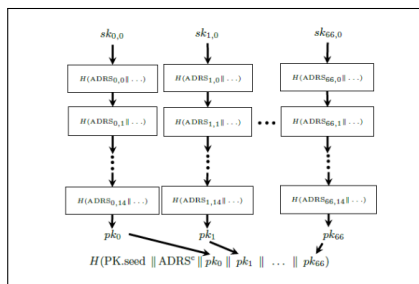 sk0,0 sk1,0 sk66,0
H(ADRS0,0‖ ...) H(ADRS1,0‖ ...) H(ADRS66,0‖ ...)
H(ADRS0,1‖ ...) H(ADRS1,1‖ ...) H(ADRS66,1‖ ...)
H(ADRS0,14‖ ...) H(ADRS1,14‖ ...) H(ADRS66,14‖ ...)
pk0 pk1 pk66
H(PK.seed ‖ ADRSc ‖ pk0 ‖ pk1 ‖ ... ‖ pk66)